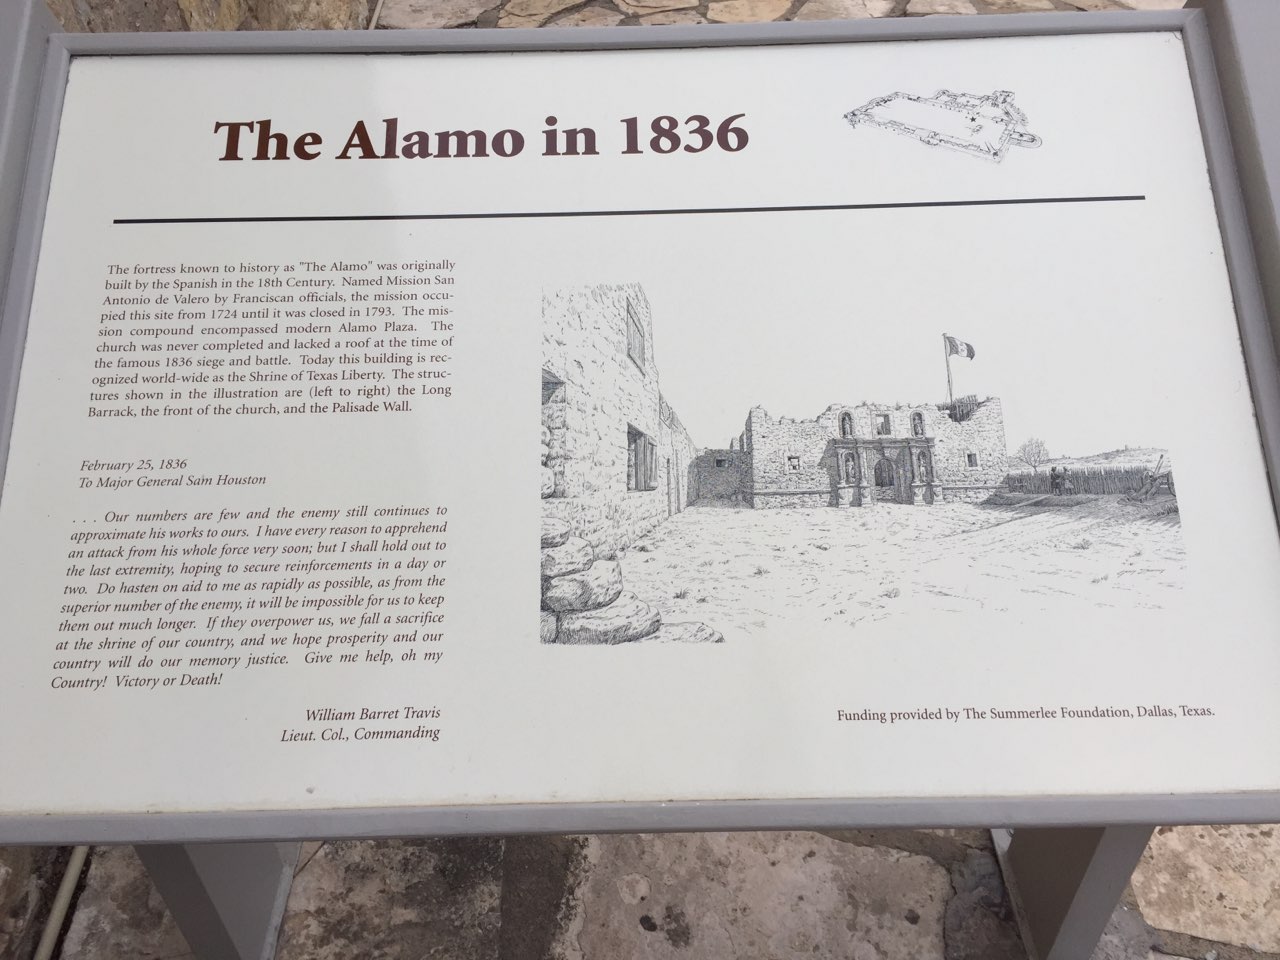 The Alamo in 1836
The fortress known to history as "The Alamo" was originally
built by the Spanish in the 18th Century. Named Mission San
Antonio de Valero by Franciscan officials, the mission occu-
pied this site from 1724 until it was closed in 1793. The mis-
sion compound encompassed modern Alamo Plaza. The
church was never completed and lacked a roof at the time of
the famous 1836 siege and battle. Today this building is rec-
ognized world-wide as the Shrine of Texas Liberty. The struc-
tures shown in the illustration are (left to right) the Long
Barrack, the front of the church, and the Palisade Wall.
February 25, 1836
To Major General Sam Houston
. . . Our numbers are few and the enemy still continues to
approximate his works to ours. I have every reason to apprehend
an attack from his whole force very soon; but I shall hold out to
the last extremity, hoping to secure reinforcements in a day or
two. Do hasten on aid to me as rapidly as possible, as from the
superior number of the enemy, it will be impossible for us to keep
them out much longer. If they overpower us, we fall a sacrifice
at the shrine of our country, and we hope prosperity and our
country will do our memory justice. Give me help, oh my
Country! Victory or Death!
William Barret Travis
Lieut. Col., Commanding
Funding provided by The Summerlee Foundation, Dallas, Texas.